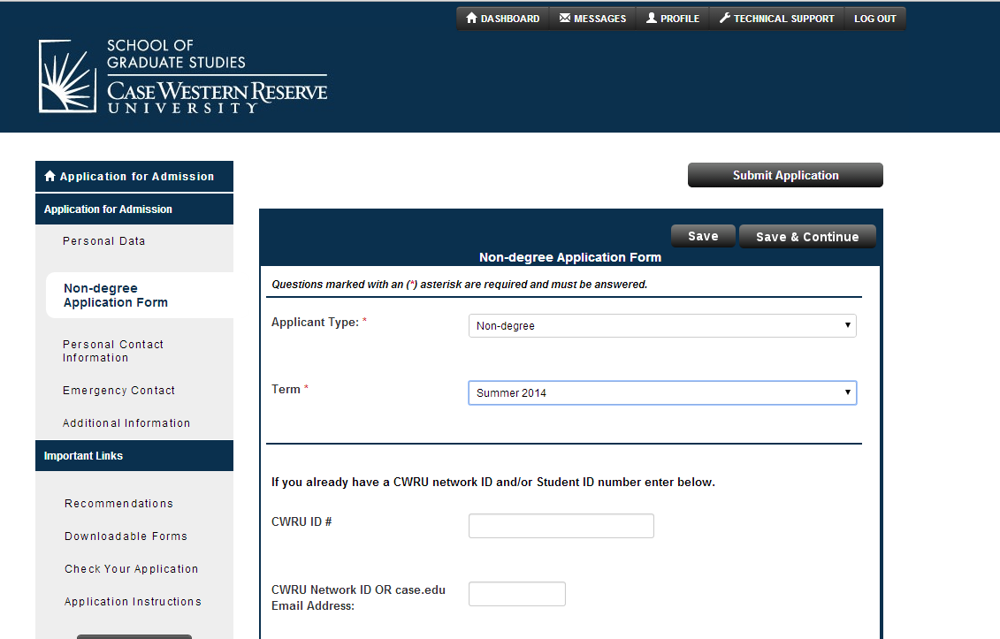 DASHBOARD
MESSAGES
PROFILE
TECHNICAL SUPPORT
LOG OUT
SCHOOL OF
GRADUATE STUDIES
CASE WESTERN RESERVE
UNIVERSITY
Application for Admission
Application for Admission
Personal Data
Non-degree
Application Form
Personal Contact
Information
Emergency Contact
Additional Information
Important Links
Recommendations
Downloadable Forms
Check Your Application
Application Instructions
Submit Application
Save
Save & Continue
Non-degree Application Form
Questions marked with an (*) asterisk are required and must be answered.
Applicant Type: *
Non-degree
Term *
Summer 2014
If you already have a CWRU network ID and/or Student ID number enter below.
CWRU ID #
CWRU Network ID OR case.edu
Email Address: